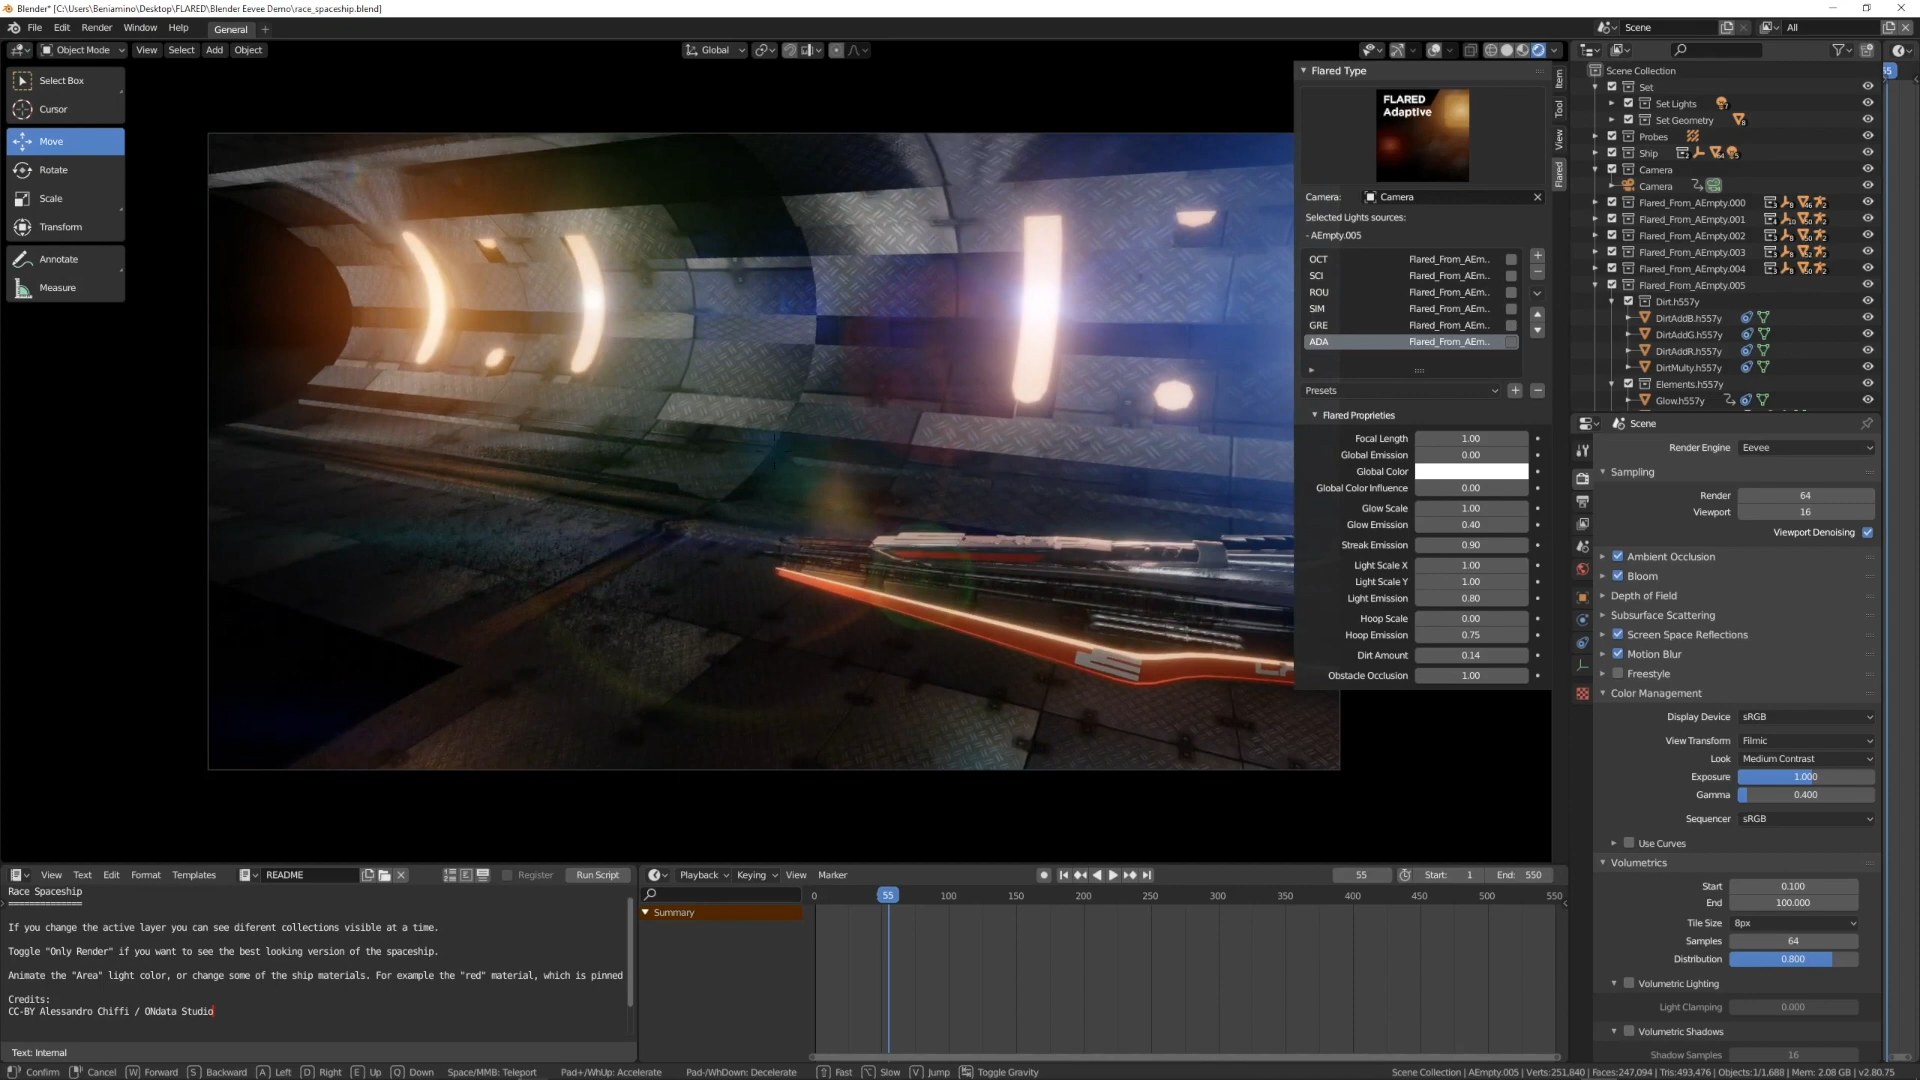 Blender* [C:\Users\Beniamino\Desktop\FLARED\Blender Eevee Demo\race_spaceship.blend]
File Edit Render Window Help General +
Scene All
Object Mode View Select Add Object Global
Select Box
Cursor
Move
Rotate
Scale
Transform
Annotate
Measure
Flared Type
FLARED
Adaptive
Item
Tool
View
Flared
Camera: Camera
Selected Lights sources:
- AEmpty.005
OCT Flared_From_AEm..
SCI Flared_From_AEm..
ROU Flared_From_AEm..
SIM Flared_From_AEm..
GRE Flared_From_AEm..
ADA Flared_From_AEm..
Presets
Flared Proprieties
Focal Length 1.00
Global Emission 0.00
Global Color
Global Color Influence 0.00
Glow Scale 1.00
Glow Emission 0.40
Streak Emission 0.90
Light Scale X 1.00
Light Scale Y 1.00
Light Emission 0.80
Hoop Scale 0.00
Hoop Emission 0.75
Dirt Amount 0.14
Obstacle Occlusion 1.00
Scene Collection
Set
Set Lights
Set Geometry
Probes
Ship
Camera
Camera
Flared_From_AEmpty.000
Flared_From_AEmpty.001
Flared_From_AEmpty.002
Flared_From_AEmpty.003
Flared_From_AEmpty.004
Flared_From_AEmpty.005
Dirt.h557y
DirtAddB.h557y
DirtAddG.h557y
DirtAddR.h557y
DirtMulty.h557y
Elements.h557y
Glow.h557y
Scene
Render Engine Eevee
Sampling
Render 64
Viewport 16
Viewport Denoising
Ambient Occlusion
Bloom
Depth of Field
Subsurface Scattering
Screen Space Reflections
Motion Blur
Freestyle
Color Management
Display Device sRGB
View Transform Filmic
Look Medium Contrast
Exposure 1.000
Gamma 0.400
Sequencer sRGB
Use Curves
Volumetrics
Start 0.100
End 100.000
Tile Size 8px
Samples 64
Distribution 0.800
Volumetric Lighting
Light Clamping 0.000
Volumetric Shadows
Shadow Samples 16
View Text Edit Format Templates README Register Run Script
Race Spaceship
==============
If you change the active layer you can see diferent collections visible at a time.
Toggle "Only Render" if you want to see the best looking version of the spaceship.
Animate the "Area" light color, or change some of the ship materials. For example the "red" material, which is pinned
Credits:
CC-BY Alessandro Chiffi / ONdata Studio
Text: Internal
Playback Keying View Marker 55 Start: 1 End: 550
0 55 100 150 200 250 300 350 400 450 500 550
Summary
Confirm Cancel W Forward S Backward A Left D Right E Up Q Down Space/MMB: Teleport Pad+/WhUp: Accelerate Pad-/WhDown: Decelerate Fast Slow V Jump Toggle Gravity
Scene Collection | AEmpty.005 | Verts:251,840 | Faces:247,094 | Tris:493,476 | Objects:1/1,688 | Mem: 2.08 GB | v2.80.75